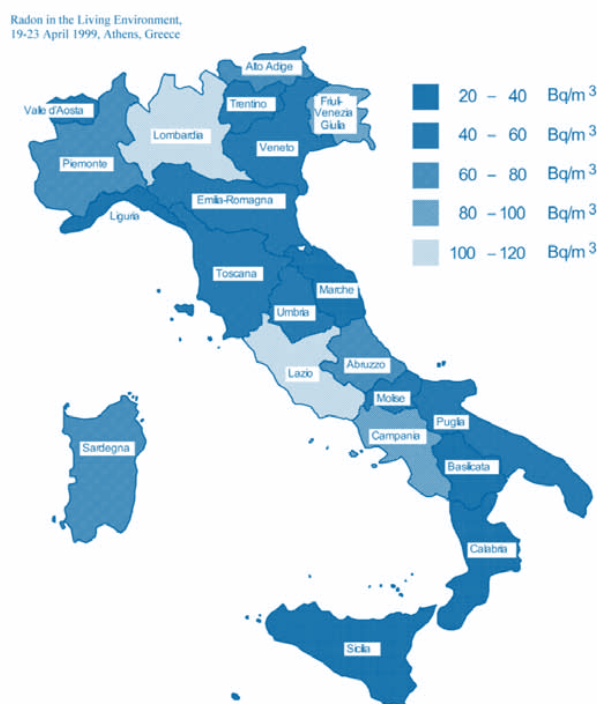 Radon in the Living Environment,
19-23 April 1999, Athens, Greece
Alto Adige
Valle d'Aosta
Trentino
Friuli-
Venezia
Giulia
Lombardia
Veneto
Piemonte
Emilia-Romagna
Liguria
Toscana
Marche
Umbria
Abruzzo
Lazio
Molise
Puglia
Campania
Basilicata
Sardegna
Calabria
Sicilia
20 – 40 Bq/m³
40 – 60 Bq/m³
60 – 80 Bq/m³
80 – 100 Bq/m³
100 – 120 Bq/m³